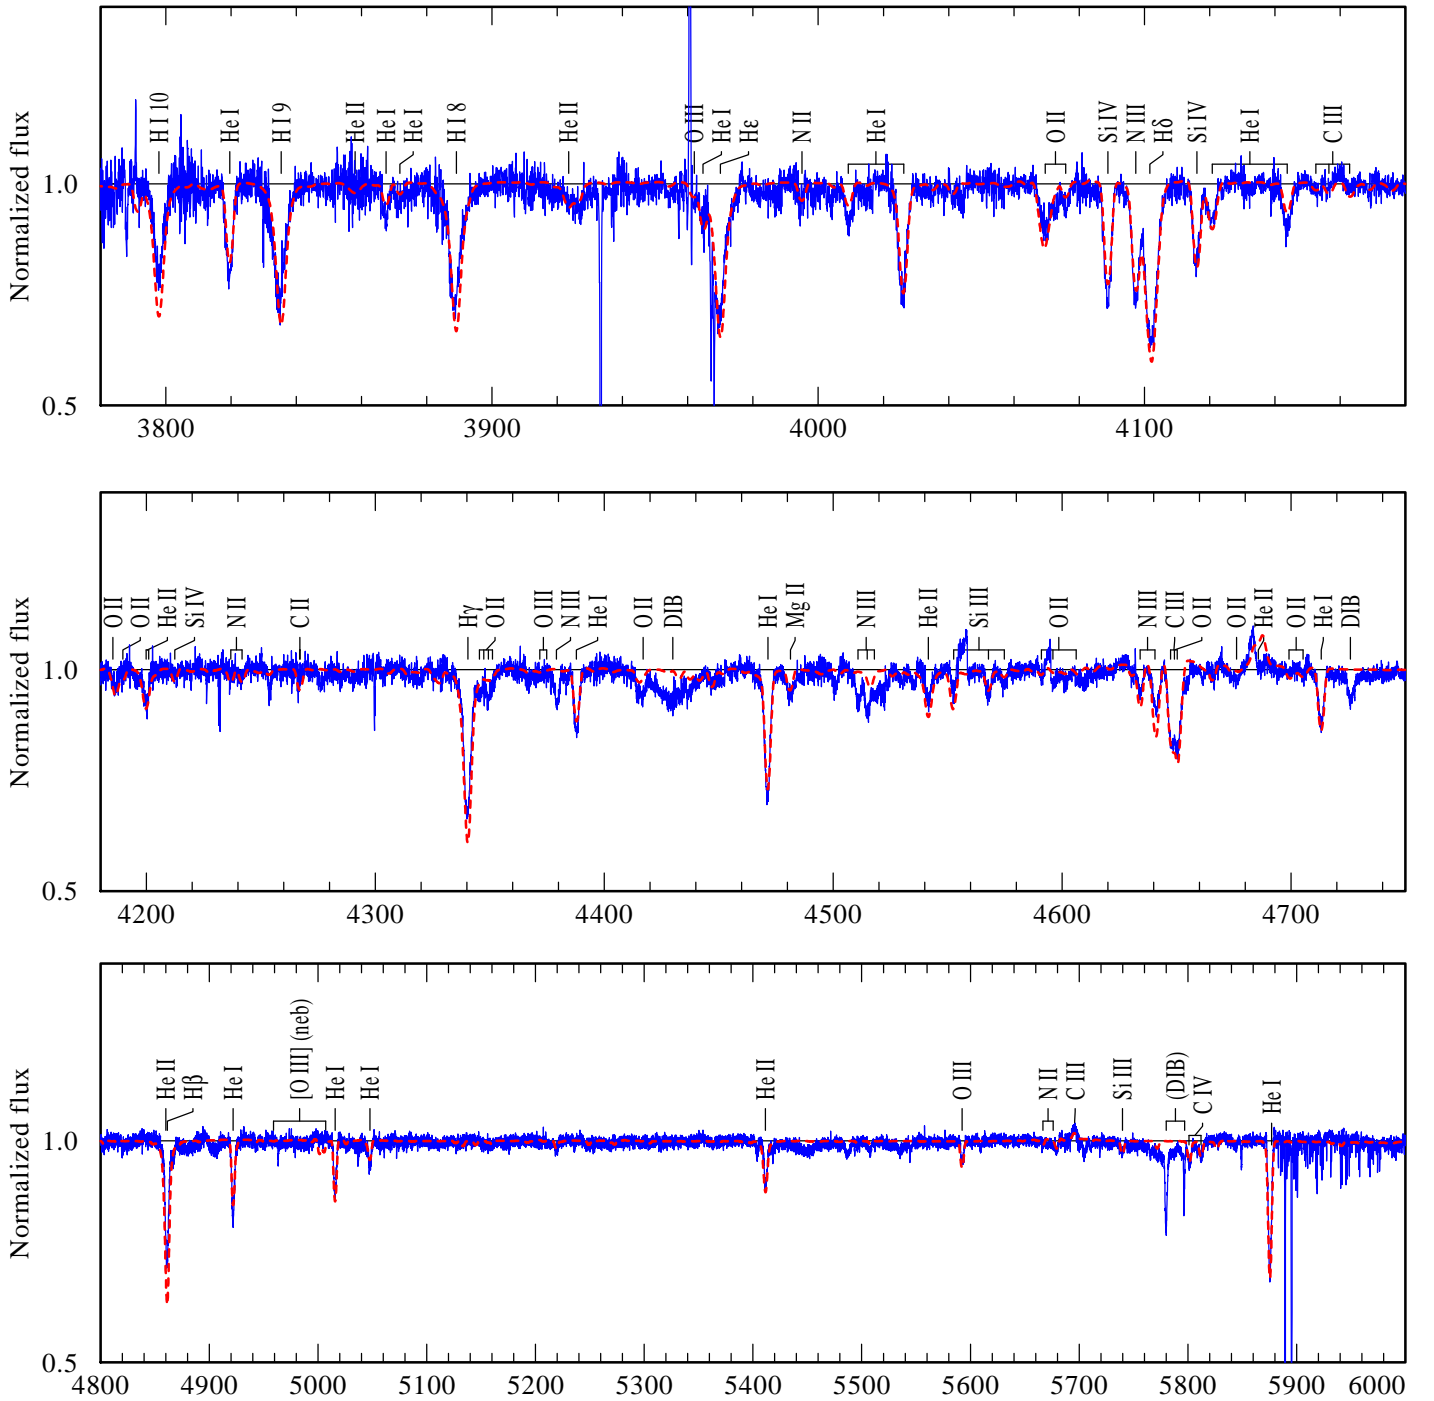 Normalized flux
H I 10
He I
H I 9
He II
He I
He I
H I 8
He II
O III
He I
Hε
N II
He I
O II
Si IV
N III
Hδ
Si IV
He I
C III
1.0
0.5
3800
3900
4000
4100
Normalized flux
O II
O II
He II
Si IV
N II
C II
Hγ
O II
O III
N III
He I
O II
DIB
He I
Mg II
N III
He II
Si III
O II
N III
C III
O II
O II
He II
O II
He I
DIB
1.0
0.5
4200
4300
4400
4500
4600
4700
Normalized flux
He II
Hβ
He I
[O III] (neb)
He I
He I
He II
O III
N II
C III
Si III
(DIB)
C IV
He I
1.0
0.5
4800
4900
5000
5100
5200
5300
5400
5500
5600
5700
5800
5900
6000